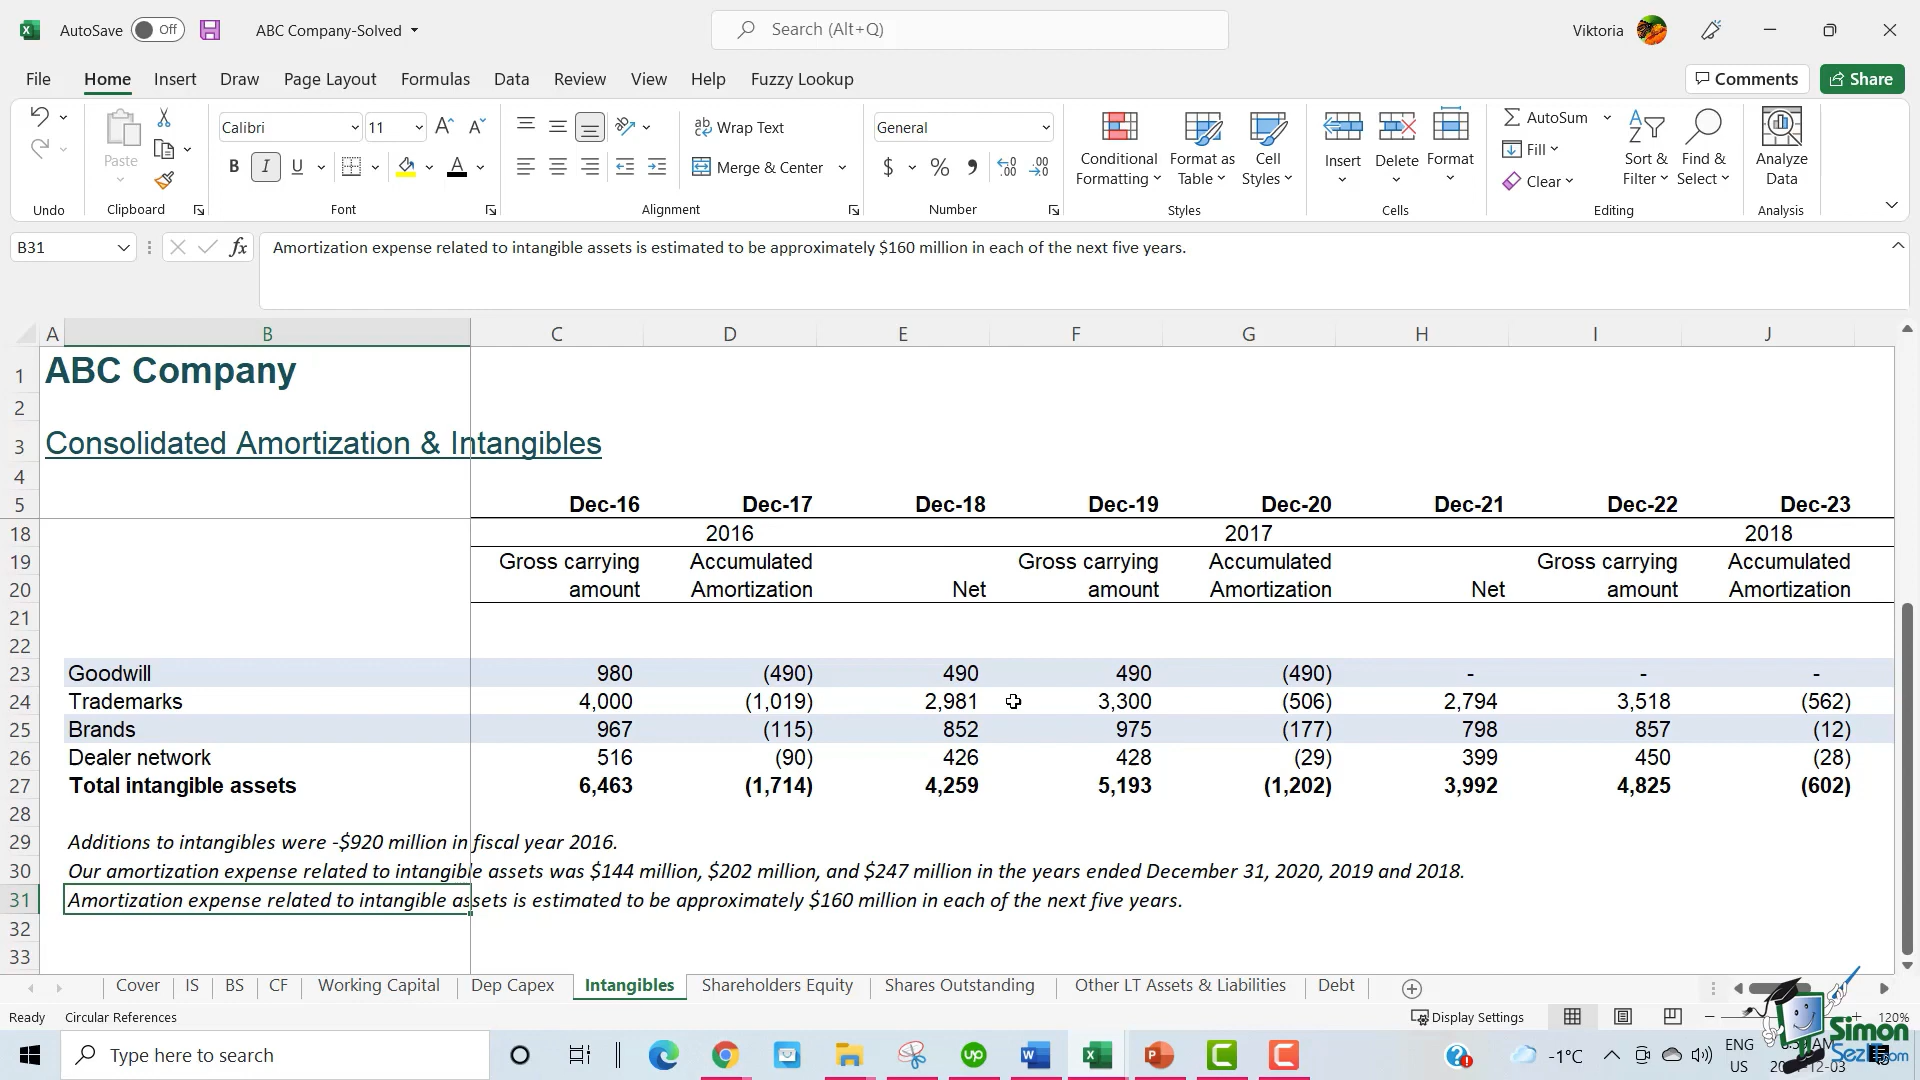 AutoSave Off ABC Company-Solved Search (Alt+Q) Viktoria
File Home Insert Draw Page Layout Formulas Data Review View Help Fuzzy Lookup Comments Share
Calibri 11 Wrap Text General AutoSum
Paste Conditional Format as Cell Insert Delete Format Fill Sort & Find & Analyze
B I U Merge & Center $ % Formatting Table Styles Clear Filter Select Data
Undo Clipboard Font Alignment Number Styles Cells Editing Analysis
B31 fx Amortization expense related to intangible assets is estimated to be approximately $160 million in each of the next five years.
A B C D E F G H I J
1 ABC Company
2
3 Consolidated Amortization & Intangibles
4
5 Dec-16 Dec-17 Dec-18 Dec-19 Dec-20 Dec-21 Dec-22 Dec-23
18 2016 2017 2018
19 Gross carrying Accumulated Gross carrying Accumulated Gross carrying Accumulated
20 amount Amortization Net amount Amortization Net amount Amortization
21
22
23 Goodwill 980 (490) 490 490 (490) - - -
24 Trademarks 4,000 (1,019) 2,981 3,300 (506) 2,794 3,518 (562)
25 Brands 967 (115) 852 975 (177) 798 857 (12)
26 Dealer network 516 (90) 426 428 (29) 399 450 (28)
27 Total intangible assets 6,463 (1,714) 4,259 5,193 (1,202) 3,992 4,825 (602)
28
29 Additions to intangibles were -$920 million in fiscal year 2016.
30 Our amortization expense related to intangible assets was $144 million, $202 million, and $247 million in the years ended December 31, 2020, 2019 and 2018.
31 Amortization expense related to intangible assets is estimated to be approximately $160 million in each of the next five years.
32
33
Cover IS BS CF Working Capital Dep Capex Intangibles Shareholders Equity Shares Outstanding Other LT Assets & Liabilities Debt
Ready Circular References Display Settings 120%
Type here to search -1°C ENG
US
Simon
SezIt.com